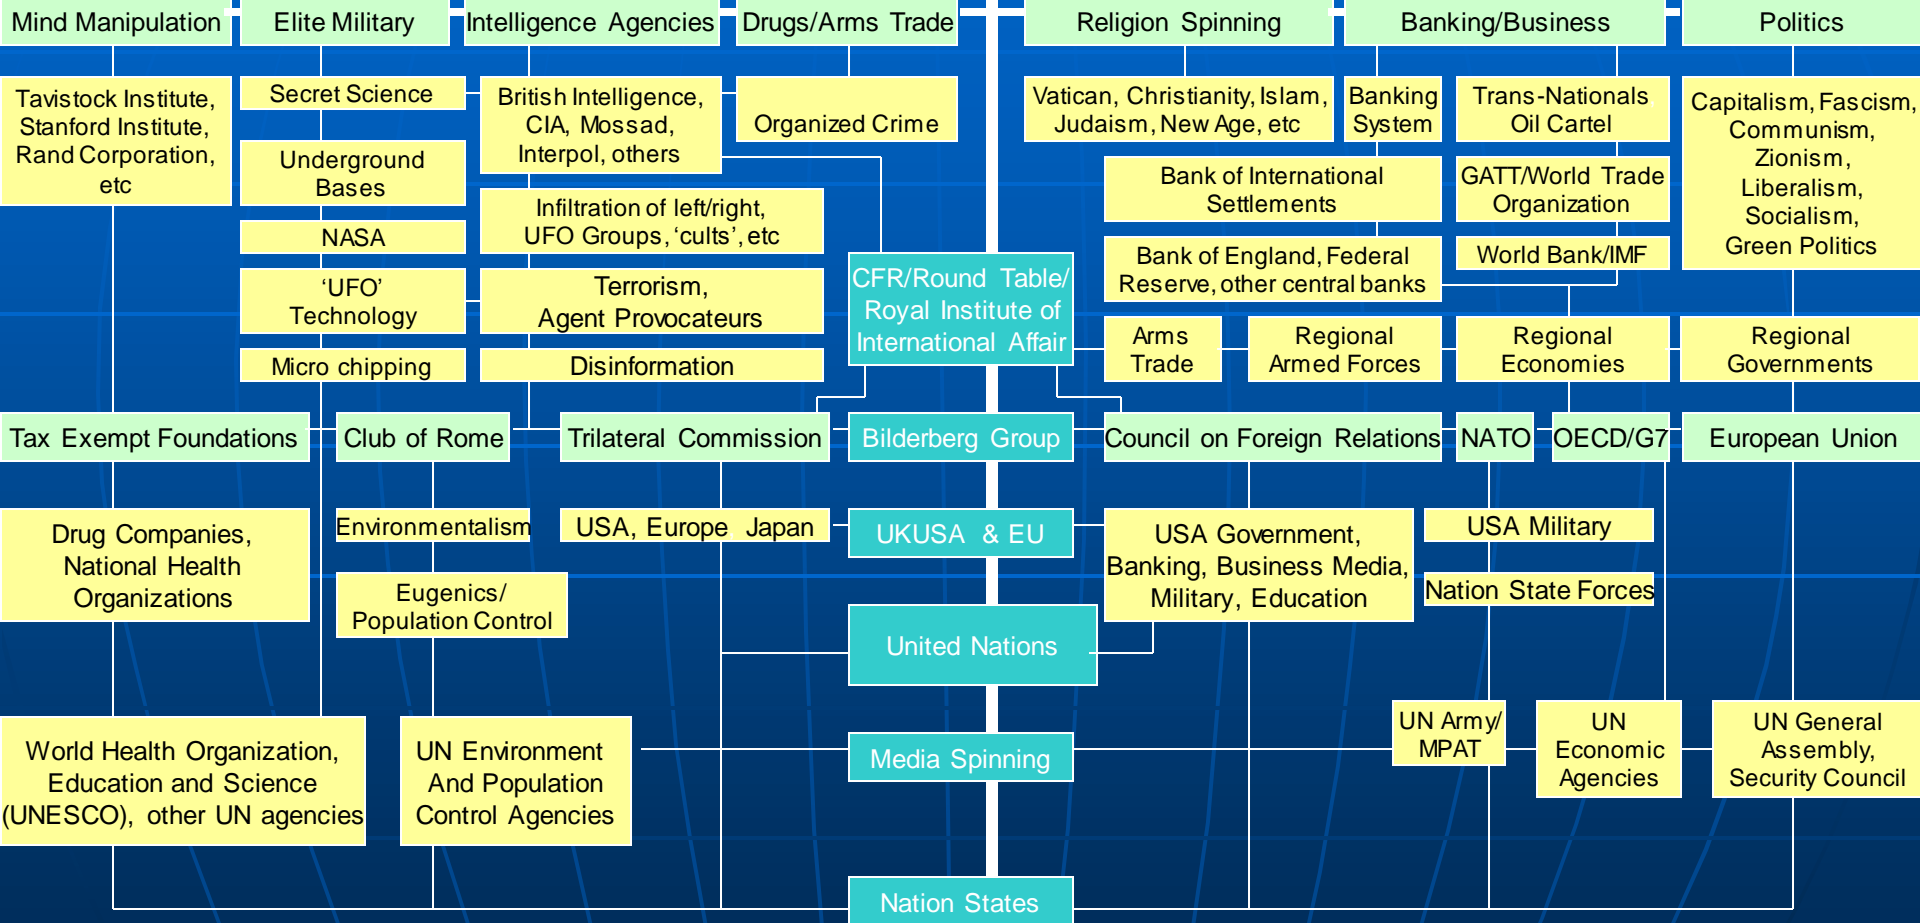 Mind Manipulation
Elite Military
Intelligence Agencies
Drugs/Arms Trade
Religion Spinning
Banking/Business
Politics
Tavistock Institute,
Stanford Institute,
Rand Corporation,
etc
Secret Science
Underground
Bases
NASA
‘UFO’
Technology
Micro chipping
British Intelligence,
CIA, Mossad,
Interpol, others
Infiltration of left/right,
UFO Groups, ‘cults’, etc
Terrorism,
Agent Provocateurs
Disinformation
Organized Crime
CFR/Round Table/
Royal Institute of
International Affair
Vatican, Christianity, Islam,
Judaism, New Age, etc
Banking
System
Trans-Nationals
Oil Cartel
Bank of International
Settlements
GATT/World Trade
Organization
Bank of England, Federal
Reserve, other central banks
World Bank/IMF
Capitalism, Fascism,
Communism,
Zionism,
Liberalism,
Socialism,
Green Politics
Arms
Trade
Regional
Armed Forces
Regional
Economies
Regional
Governments
Tax Exempt Foundations
Club of Rome
Trilateral Commission
Bilderberg Group
Council on Foreign Relations
NATO
OECD/G7
European Union
Drug Companies,
National Health
Organizations
Environmentalism
Eugenics/
Population Control
USA, Europe, Japan
UKUSA & EU
USA Government,
Banking, Business Media,
Military, Education
USA Military
Nation State Forces
United Nations
World Health Organization,
Education and Science
(UNESCO), other UN agencies
UN Environment
And Population
Control Agencies
Media Spinning
UN Army/
MPAT
UN
Economic
Agencies
UN General
Assembly,
Security Council
Nation States